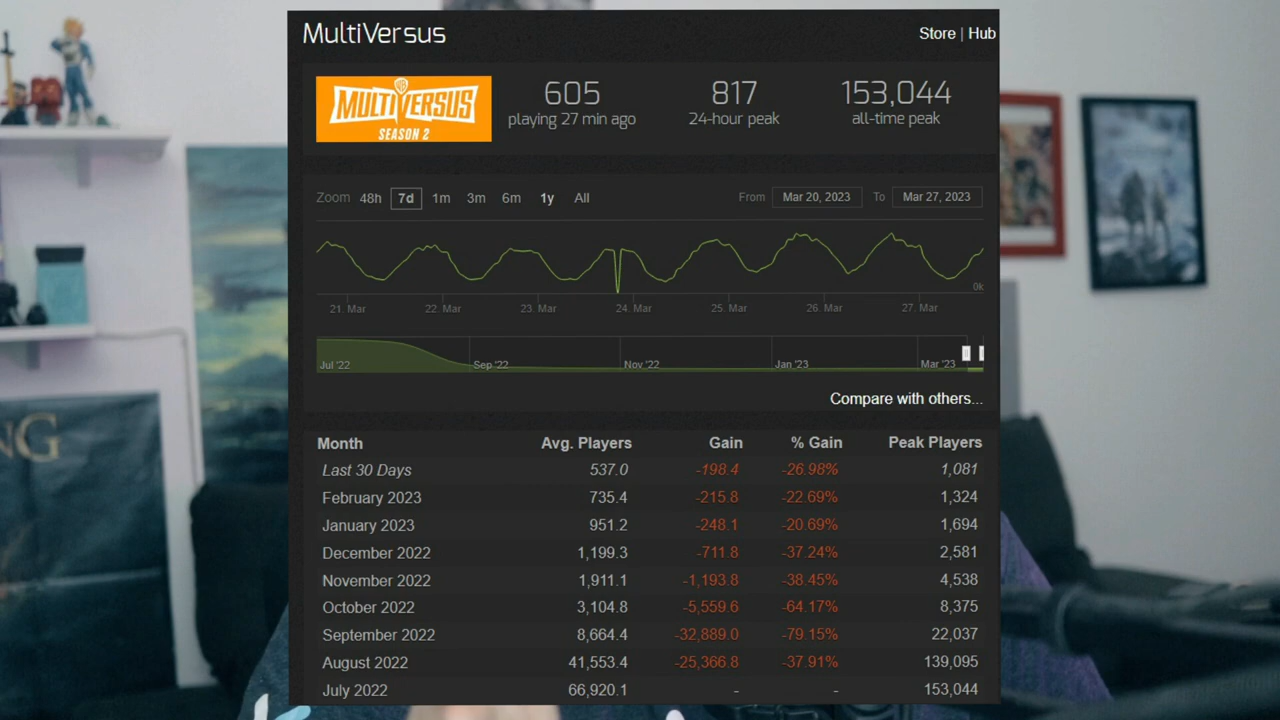 MultiVersus
Store | Hub
MULTIVERSUS
SEASON 2
605
playing 27 min ago
817
24-hour peak
153,044
all-time peak
Zoom 48h 7d 1m 3m 6m 1y All
From Mar 20, 2023 To Mar 27, 2023
0k
21. Mar 22. Mar 23. Mar 24. Mar 25. Mar 26. Mar 27. Mar
Jul '22 Sep '22 Nov '22 Jan '23 Mar '23
Compare with others...
Month Avg. Players Gain % Gain Peak Players
Last 30 Days 537.0 -198.4 -26.98% 1,081
February 2023 735.4 -215.8 -22.69% 1,324
January 2023 951.2 -248.1 -20.69% 1,694
December 2022 1,199.3 -711.8 -37.24% 2,581
November 2022 1,911.1 -1,193.8 -38.45% 4,538
October 2022 3,104.8 -5,559.6 -64.17% 8,375
September 2022 8,664.4 -32,889.0 -79.15% 22,037
August 2022 41,553.4 -25,366.8 -37.91% 139,095
July 2022 66,920.1 - - 153,044
NG